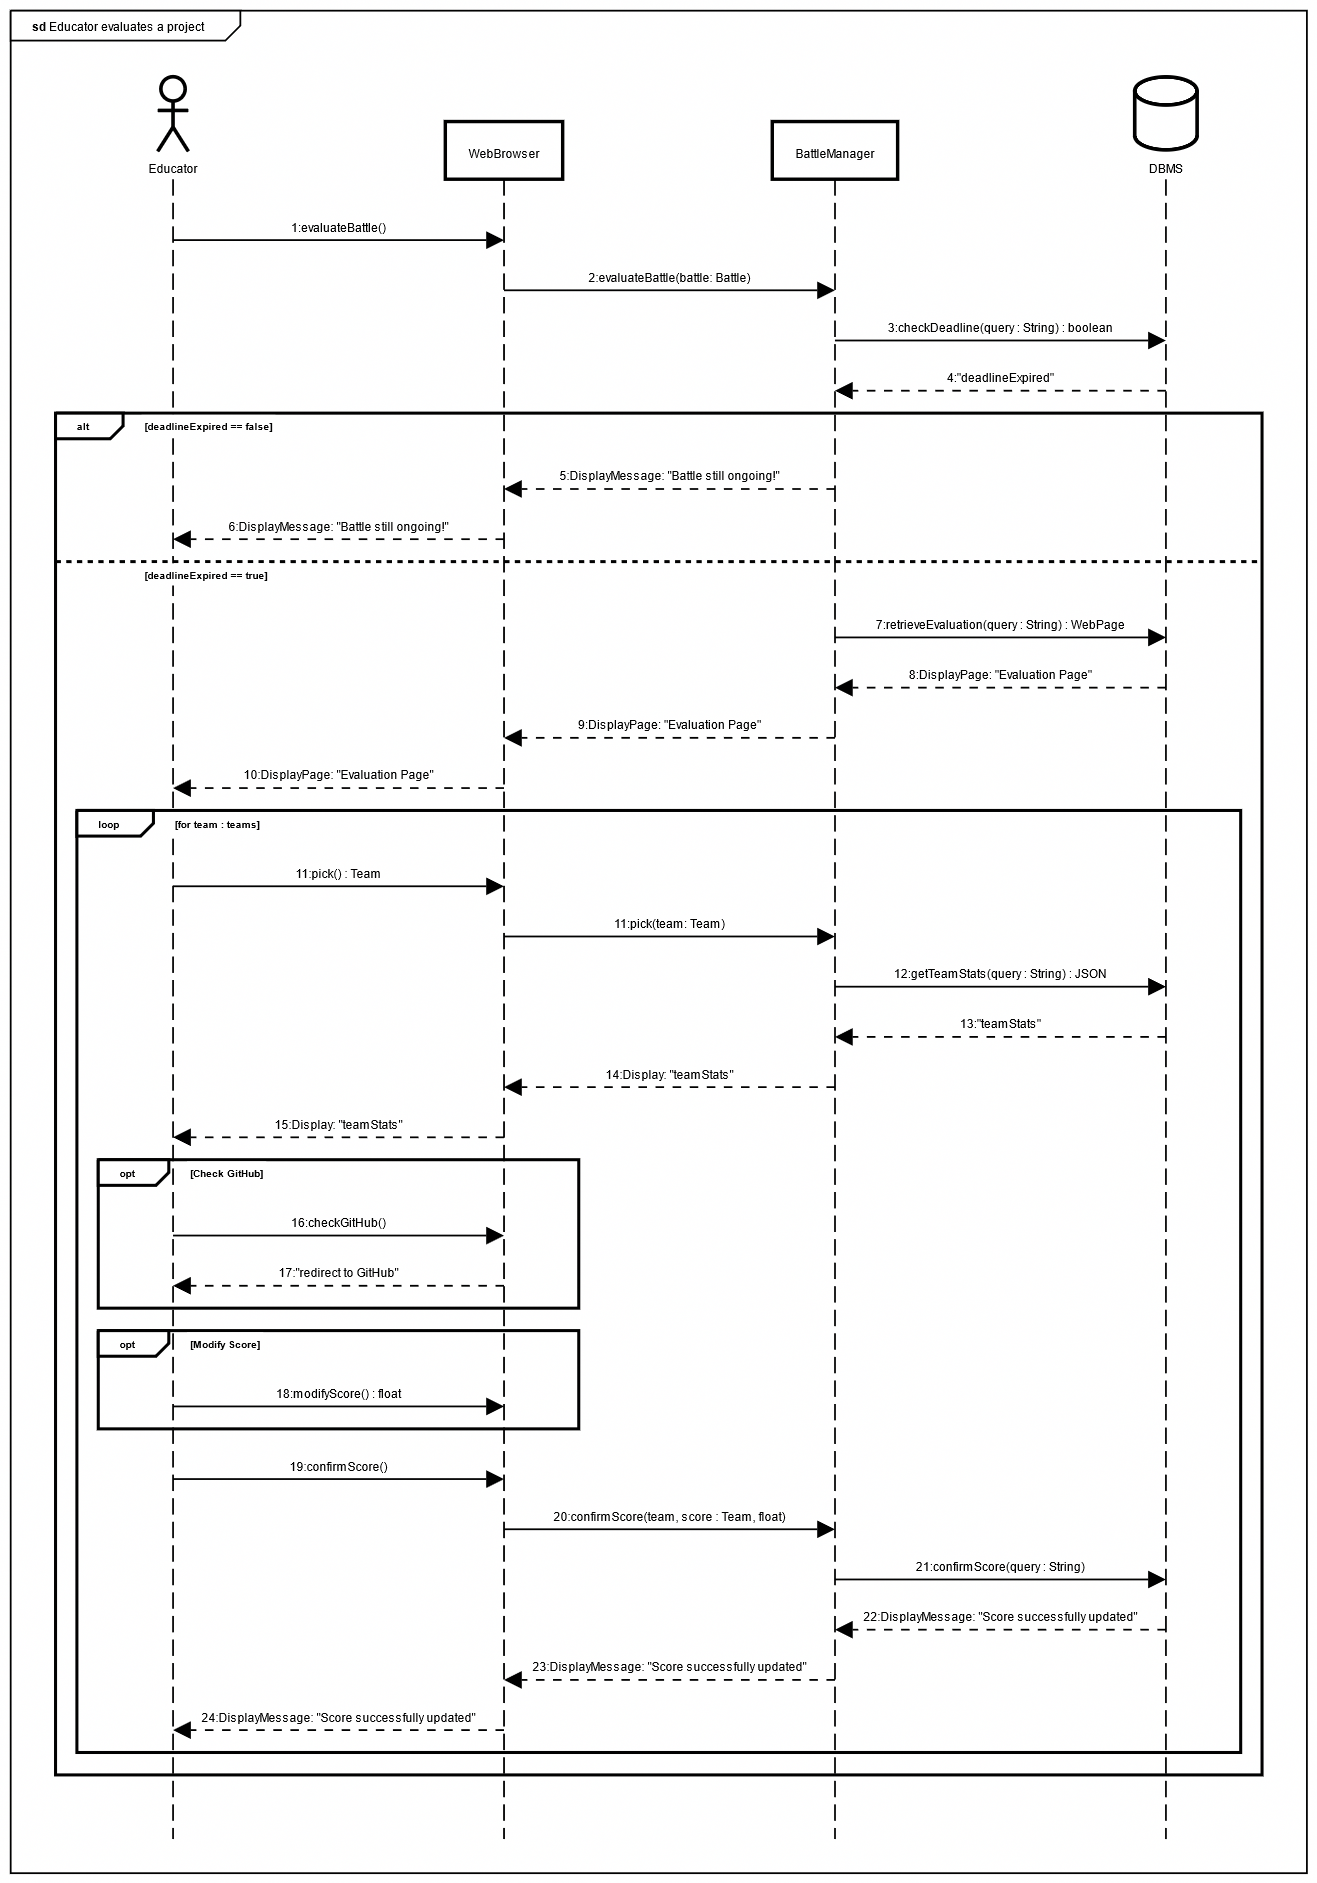 sd Educator evaluates a project
Educator
WebBrowser
BattleManager
DBMS
1:evaluateBattle()
2:evaluateBattle(battle: Battle)
3:checkDeadline(query : String) : boolean
4:"deadlineExpired"
alt
[deadlineExpired == false]
5:DisplayMessage: "Battle still ongoing!"
6:DisplayMessage: "Battle still ongoing!"
[deadlineExpired == true]
7:retrieveEvaluation(query : String) : WebPage
8:DisplayPage: "Evaluation Page"
9:DisplayPage: "Evaluation Page"
10:DisplayPage: "Evaluation Page"
loop
[for team : teams]
11:pick() : Team
11:pick(team: Team)
12:getTeamStats(query : String) : JSON
13:"teamStats"
14:Display: "teamStats"
15:Display: "teamStats"
opt
[Check GitHub]
16:checkGitHub()
17:"redirect to GitHub"
opt
[Modify Score]
18:modifyScore() : float
19:confirmScore()
20:confirmScore(team, score : Team, float)
21:confirmScore(query : String)
22:DisplayMessage: "Score successfully updated"
23:DisplayMessage: "Score successfully updated"
24:DisplayMessage: "Score successfully updated"